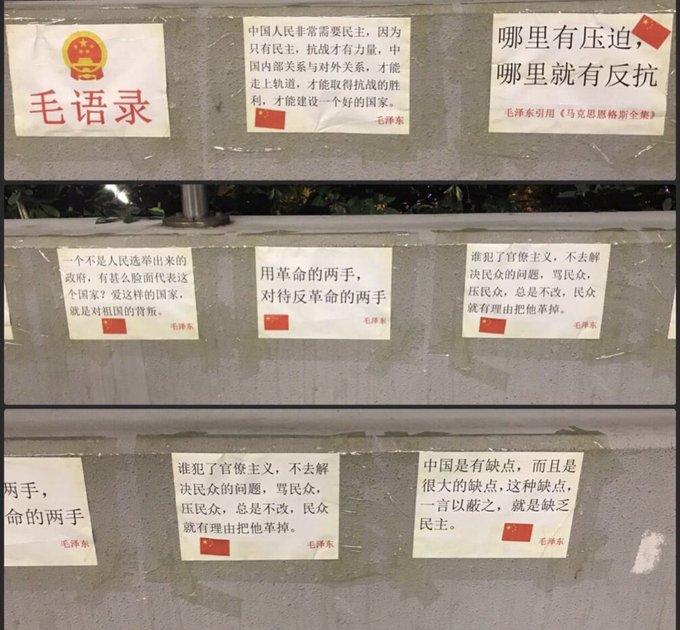 毛语录
中国人民非常需要民主，因为
只有民主，抗战才有力量，中
国内部关系与对外关系，才能
走上轨道，才能取得抗战的胜
利，才能建设一个好的国家。
毛泽东
哪里有压迫，
哪里就有反抗
毛泽东引用《马克思恩格斯全集》
一个不是人民选举出来的
政府，有甚么脸面代表这
个国家？爱这样的国家，
就是对祖国的背叛。
毛泽东
用革命的两手，
对待反革命的两手
毛泽东
谁犯了官僚主义，不去解
决民众的问题，骂民众，
压民众，总是不改，民众
就有理由把他革掉。
毛泽东
两手，
命的两手
毛泽东
谁犯了官僚主义，不去解
决民众的问题，骂民众，
压民众，总是不改，民众
就有理由把他革掉。
毛泽东
中国是有缺点，而且是
很大的缺点，这种缺点，
一言以蔽之，就是缺乏
民主。
毛泽东